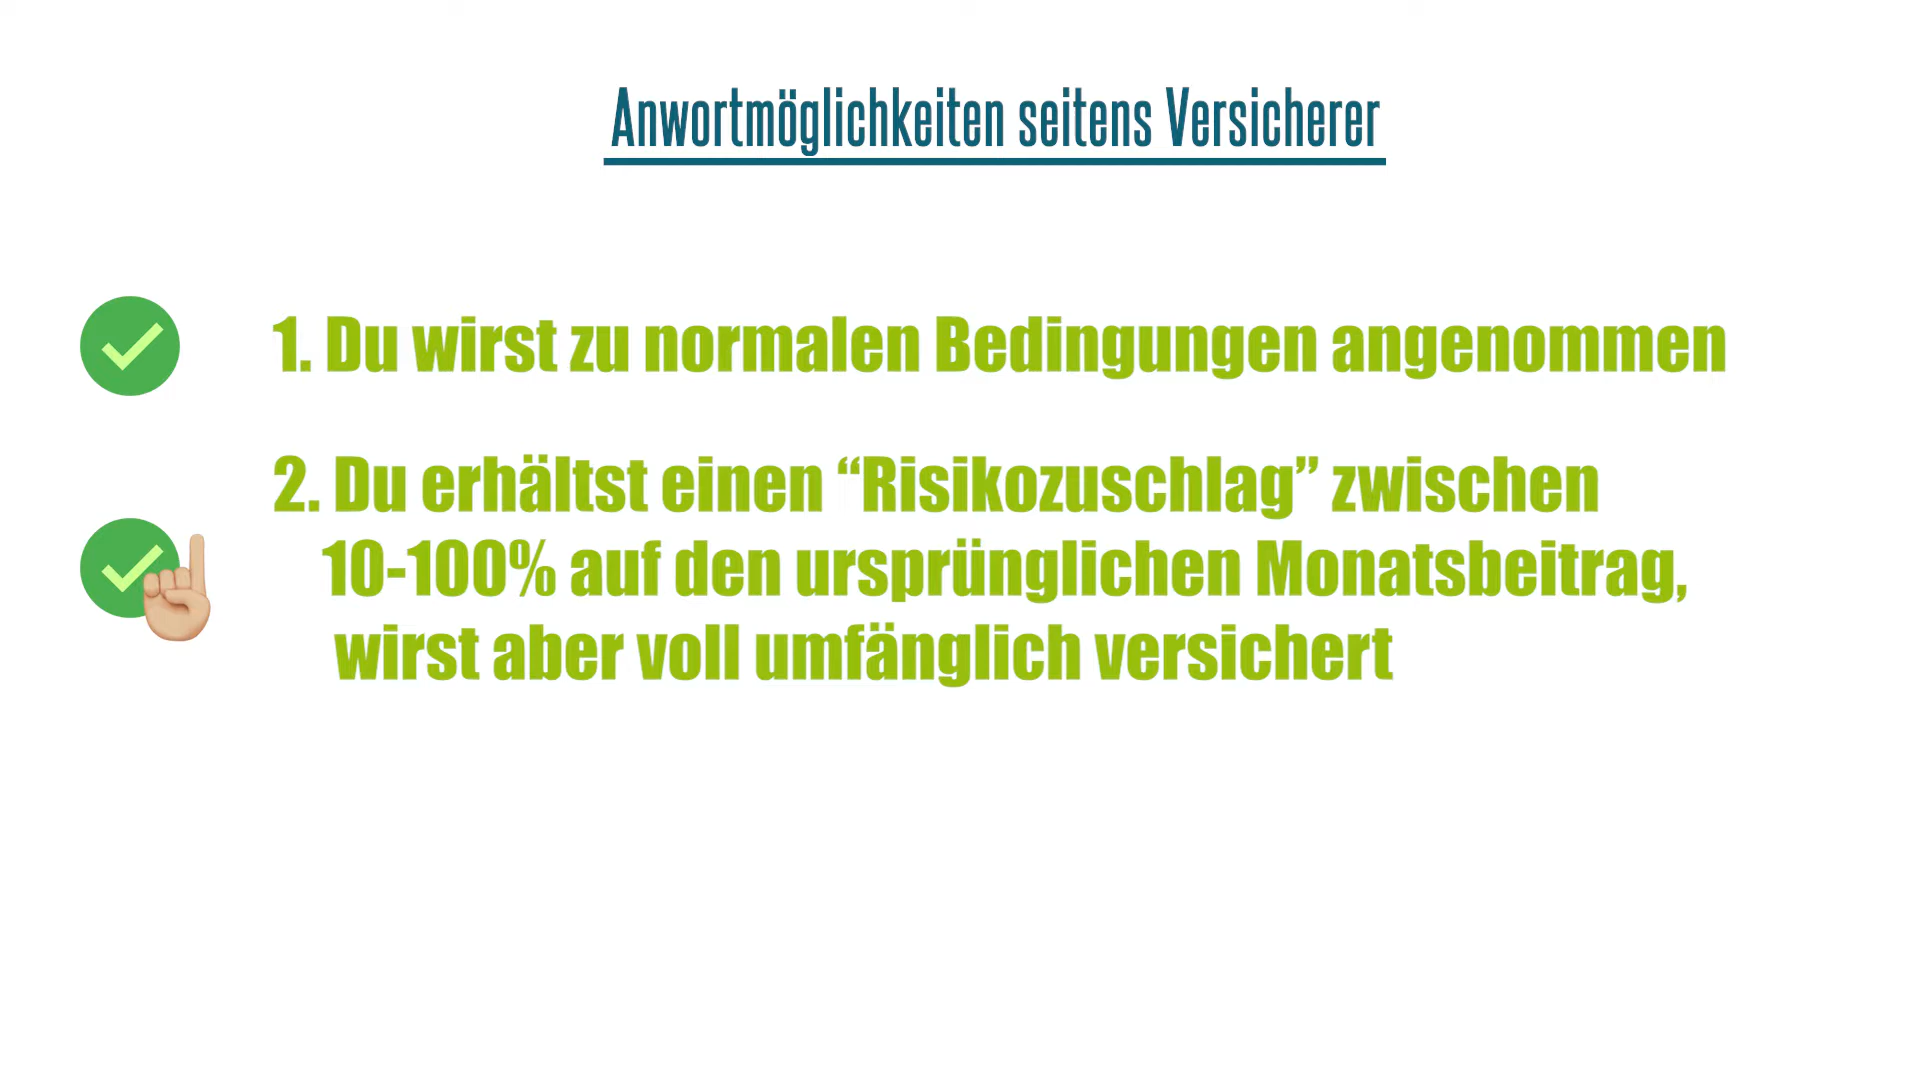 Anwortmöglichkeiten seitens Versicherer
1. Du wirst zu normalen Bedingungen angenommen
2. Du erhältst einen “Risikozuschlag” zwischen
10-100% auf den ursprünglichen Monatsbeitrag,
wirst aber voll umfänglich versichert